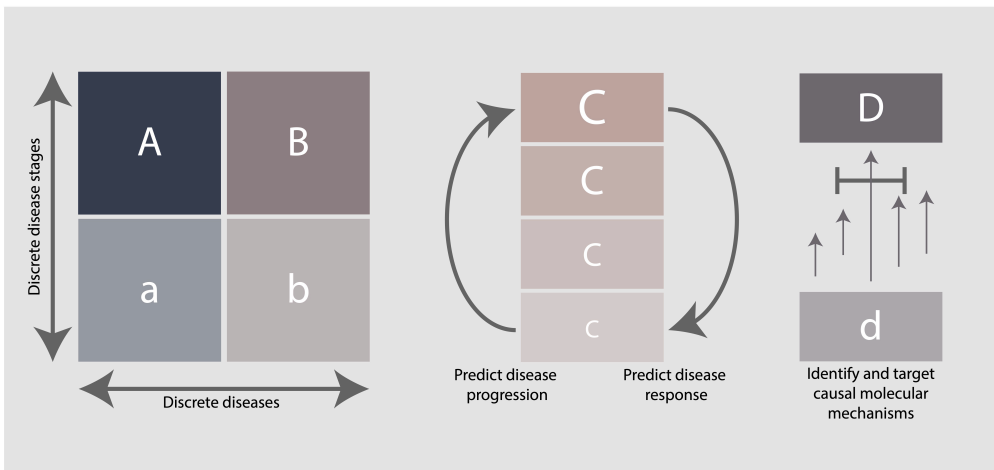 Discrete disease stages
A
B
a
b
Discrete diseases
C
C
C
C
Predict disease
progression
Predict disease
response
D
d
Identify and target
causal molecular
mechanisms